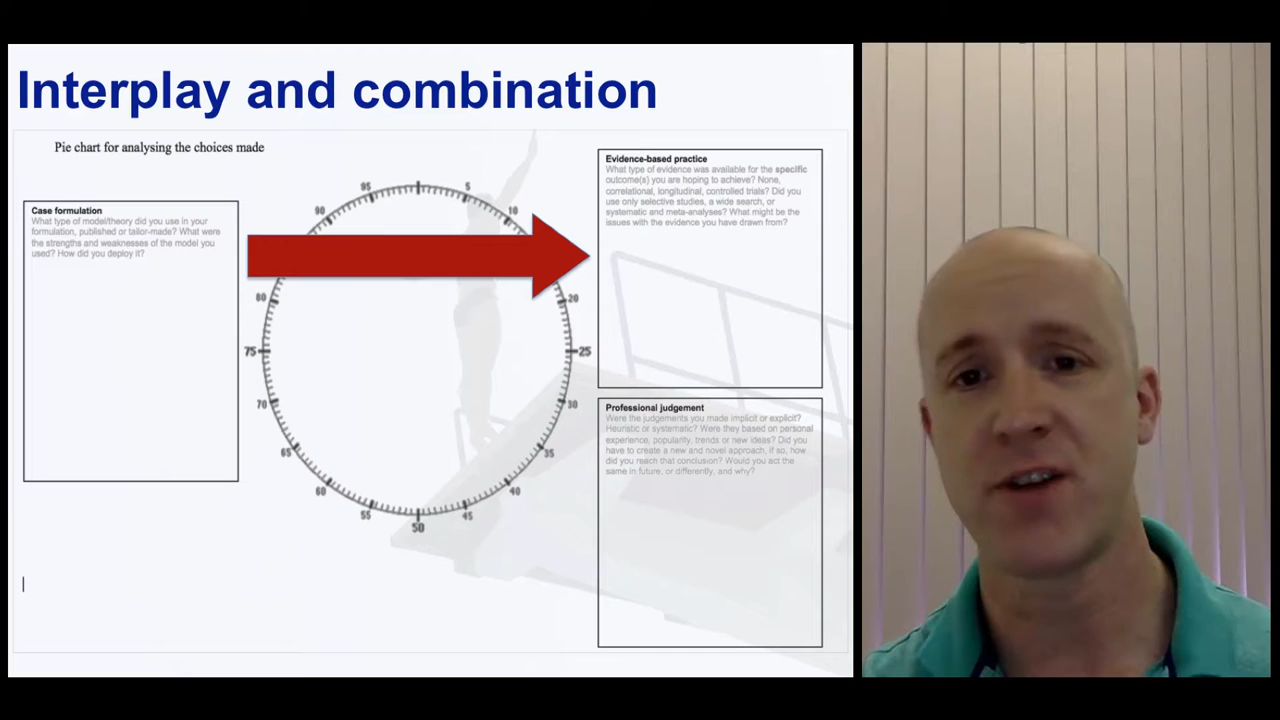 Interplay and combination
Pie chart for analysing the choices made
Case formulation
What type of model/theory did you use in your
formulation, published or tailor-made? What were
the strengths and weaknesses of the model you
used? How did you deploy it?
95
5
90
10
80
20
75
25
70
30
65
35
60
40
55
45
50
Evidence-based practice
What type of evidence was available for the specific
outcome(s) you are hoping to achieve? None,
correlational, longitudinal, controlled trials? Did you
use only selective studies, a wide search, or
systematic and meta-analyses? What might be the
issues with the evidence you have drawn from?
Professional judgement
Were the judgements you made implicit or explicit?
Heuristic or systematic? Were they based on personal
experience, popularity, trends or new ideas? Did you
have to create a new and novel approach, if so, how
did you reach that conclusion? Would you act the
same in future, or differently, and why?